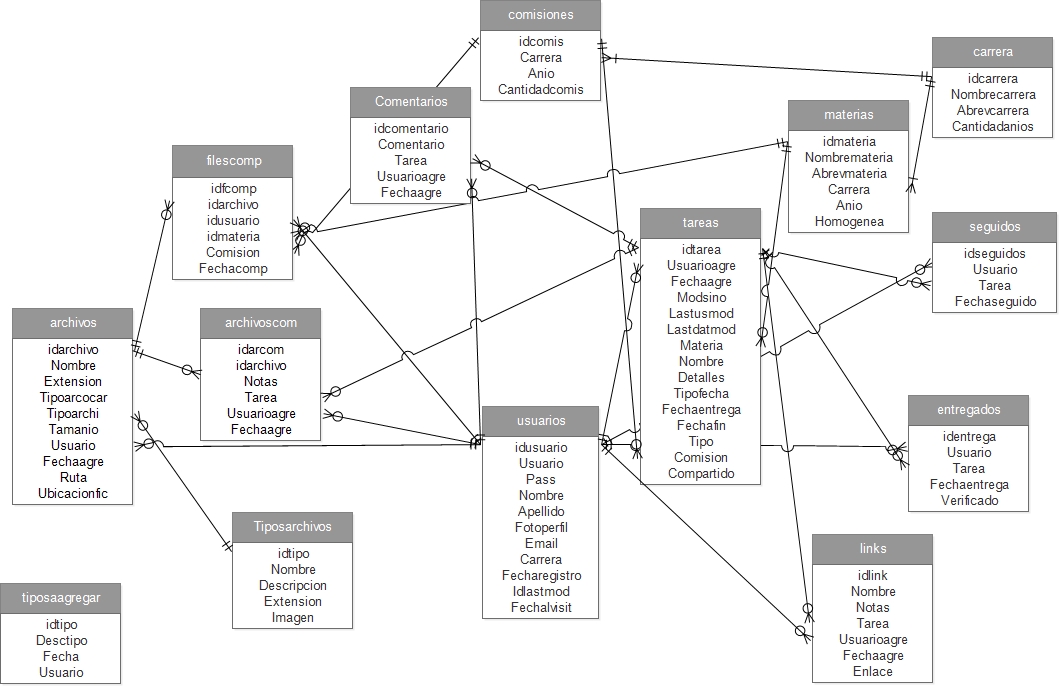 comisiones
idcomis
Carrera
Anio
Cantidadcomis
carrera
idcarrera
Nombrecarrera
Abrevcarrera
Cantidadanios
Comentarios
idcomentario
Comentario
Tarea
Usuarioagre
Fechaagre
materias
idmateria
Nombremateria
Abrevmateria
Carrera
Anio
Homogenea
filescomp
idfcomp
idarchivo
idusuario
idmateria
Comision
Fechacomp
tareas
idtarea
Usuarioagre
Fechaagre
Modsino
Lastusmod
Lastdatmod
Materia
Nombre
Detalles
Tipofecha
Fechaentrega
Fechafin
Tipo
Comision
Compartido
seguidos
idseguidos
Usuario
Tarea
Fechaseguido
archivos
idarchivo
Nombre
Extension
Tipoarcocar
Tipoarchi
Tamanio
Usuario
Fechaagre
Ruta
Ubicacionfic
archivoscom
idarcom
idarchivo
Notas
Tarea
Usuarioagre
Fechaagre
usuarios
idusuario
Usuario
Pass
Nombre
Apellido
Fotoperfil
Email
Carrera
Fecharegistro
Idlastmod
Fechalvisit
entregados
identrega
Usuario
Tarea
Fechaentrega
Verificado
Tiposarchivos
idtipo
Nombre
Descripcion
Extension
Imagen
links
idlink
Nombre
Notas
Tarea
Usuarioagre
Fechaagre
Enlace
tiposaagregar
idtipo
Desctipo
Fecha
Usuario